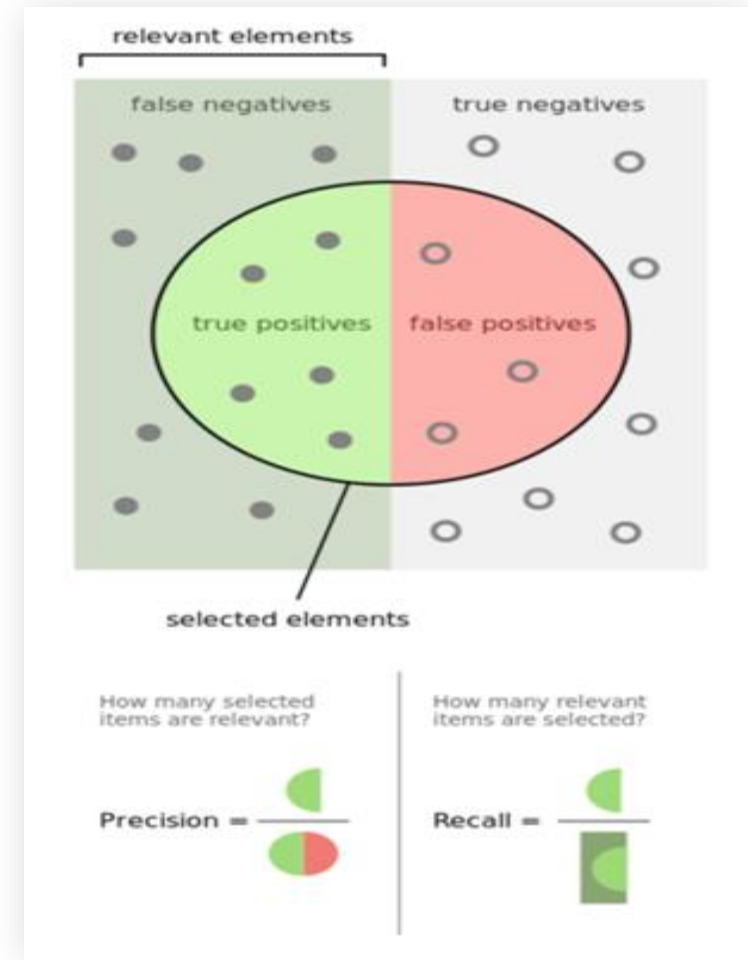 relevant elements
false negatives
true negatives
true positives
false positives
selected elements
How many selected
items are relevant?
Precision =
How many relevant
items are selected?
Recall =